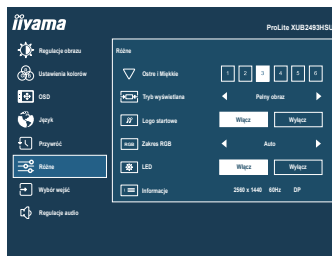 iiyama
ProLite XUB2493HSU
Regulacja obrazu
Ustawienia kolorów
OSD
Język
Przywróć
Różne
Wybór wejść
Regulacja audio
Różne
Ostre i Miękkie 1 2 3 4 5 6
Tryb wyświetlana Pełny obraz
Logo startowe Włącz Wyłącz
RGB Zakres RGB Auto
LED Włącz Wyłącz
Informacje 2560 x 1440 60Hz DP